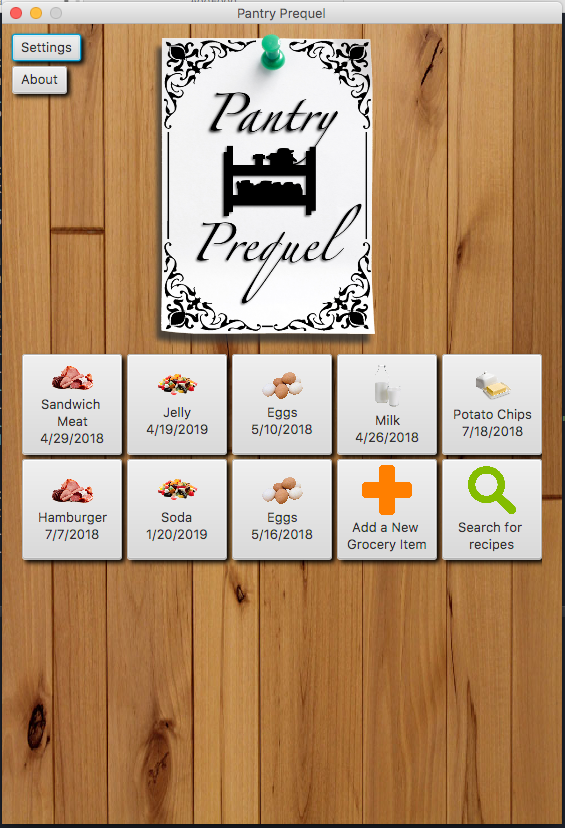 Pantry Prequel
Settings
About
Pantry
Prequel
Sandwich
Meat
4/29/2018
Jelly
4/19/2019
Eggs
5/10/2018
Milk
4/26/2018
Potato Chips
7/18/2018
Hamburger
7/7/2018
Soda
1/20/2019
Eggs
5/16/2018
Add a New
Grocery Item
Search for
recipes